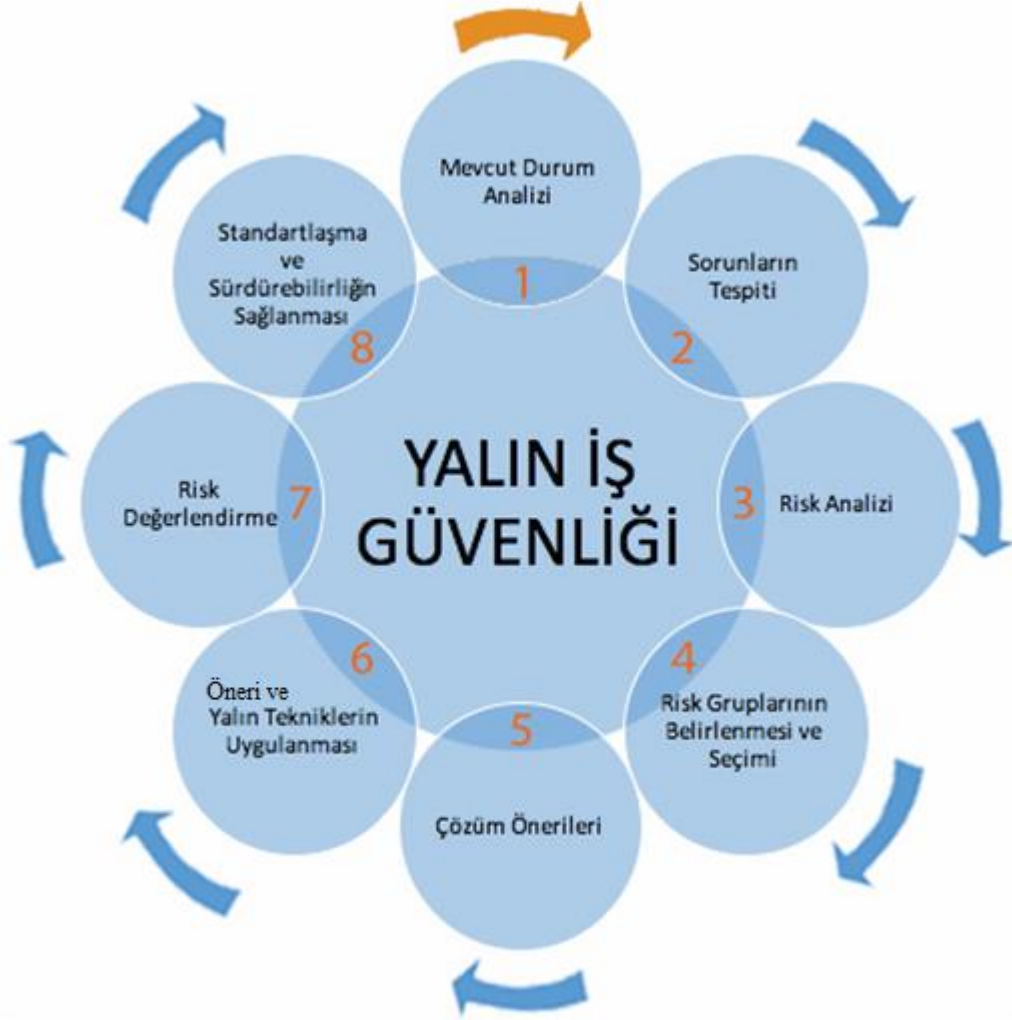 Mevcut Durum
Analizi
1
Sorunların
Tespiti
2
3
Risk Analizi
4
Risk Gruplarının
Belirlenmesi ve
Seçimi
5
Çözüm Önerileri
6
Öneri ve
Yalın Tekniklerin
Uygulanması
Risk
Değerlendirme
7
Standartlaşma
ve
Sürdürebilirliğin
Sağlanması
8
YALIN İŞ
GÜVENLİĞİ